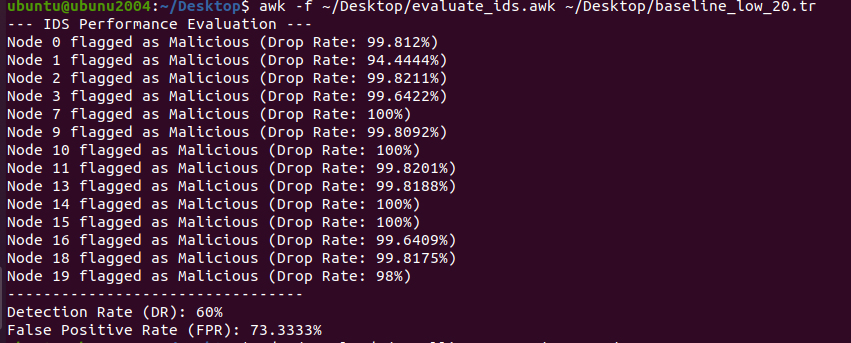 ubuntu@ubunu2004:~/Desktop$ awk -f ~/Desktop/evaluate_ids.awk ~/Desktop/baseline_low_20.tr
--- IDS Performance Evaluation ---
Node 0 flagged as Malicious (Drop Rate: 99.812%)
Node 1 flagged as Malicious (Drop Rate: 94.4444%)
Node 2 flagged as Malicious (Drop Rate: 99.8211%)
Node 3 flagged as Malicious (Drop Rate: 99.6422%)
Node 7 flagged as Malicious (Drop Rate: 100%)
Node 9 flagged as Malicious (Drop Rate: 99.8092%)
Node 10 flagged as Malicious (Drop Rate: 100%)
Node 11 flagged as Malicious (Drop Rate: 99.8201%)
Node 13 flagged as Malicious (Drop Rate: 99.8188%)
Node 14 flagged as Malicious (Drop Rate: 100%)
Node 15 flagged as Malicious (Drop Rate: 100%)
Node 16 flagged as Malicious (Drop Rate: 99.6409%)
Node 18 flagged as Malicious (Drop Rate: 99.8175%)
Node 19 flagged as Malicious (Drop Rate: 98%)
---------------------------------
Detection Rate (DR): 60%
False Positive Rate (FPR): 73.3333%